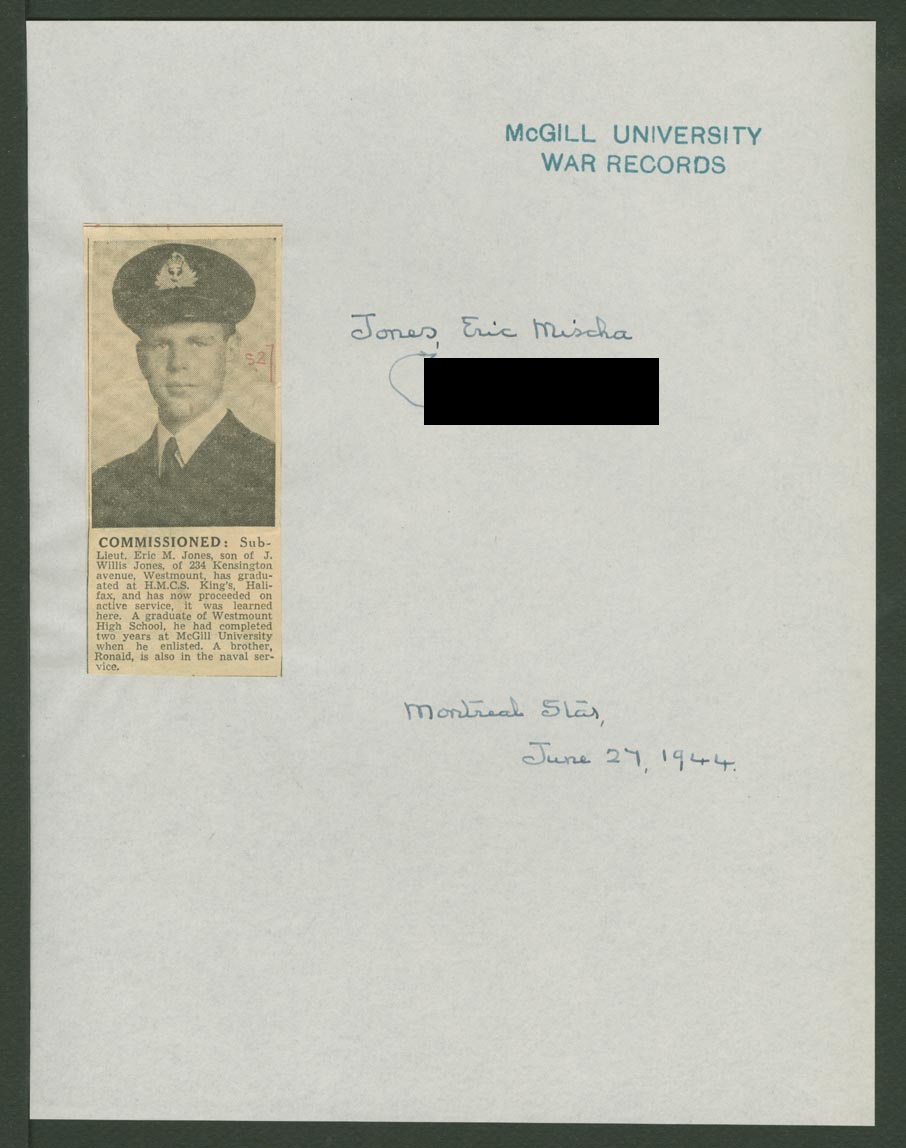 McGILL UNIVERSITY
WAR RECORDS
Jones, Eric Mischa
527
COMMISSIONED: Sub-
Lieut. Eric M. Jones, son of J.
Willis Jones, of 234 Kensington
avenue, Westmount, has gradu-
ated at H.M.C.S. King's, Hali-
fax, and has now proceeded on
active service, it was learned
here. A graduate of Westmount
High School, he had completed
two years at McGill University
when he enlisted. A brother,
Ronald, is also in the naval ser-
vice.
Montreal Star,
June 27, 1944.